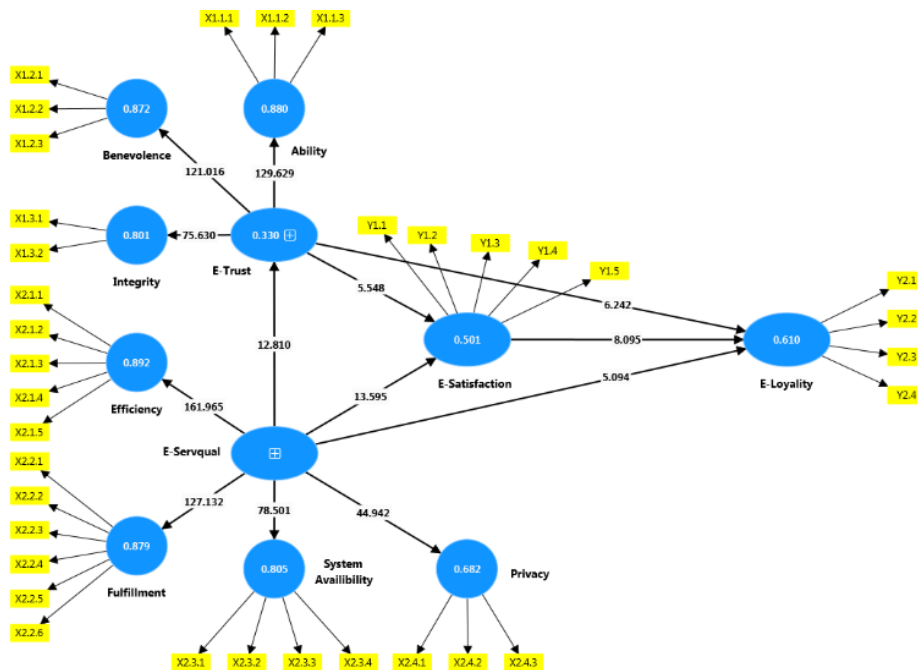 X1.1.1
X1.1.2
X1.1.3
X1.2.1
X1.2.2
X1.2.3
0.872
Benevolence
0.880
Ability
121.016
129.629
X1.3.1
X1.3.2
0.801
Integrity
75.630
0.330
E-Trust
Y1.1
Y1.2
Y1.3
Y1.4
Y1.5
5.548
6.242
X2.1.1
X2.1.2
X2.1.3
X2.1.4
X2.1.5
0.892
Efficiency
12.810
0.501
E-Satisfaction
8.095
0.610
E-Loyality
Y2.1
Y2.2
Y2.3
Y2.4
161.965
13.595
5.094
E-Servqual
X2.2.1
X2.2.2
X2.2.3
X2.2.4
X2.2.5
X2.2.6
127.132
78.501
44.942
0.879
Fulfillment
0.805
System
Availibility
0.682
Privacy
X2.3.1
X2.3.2
X2.3.3
X2.3.4
X2.4.1
X2.4.2
X2.4.3